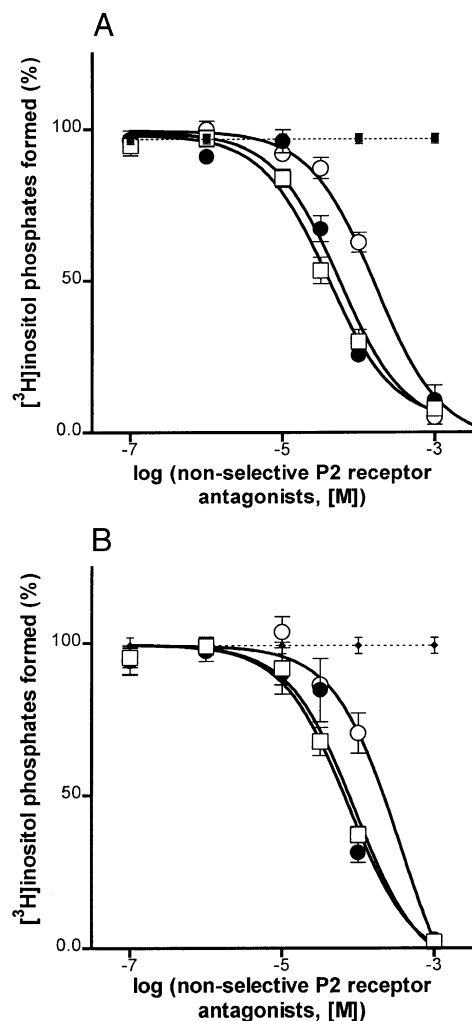 A
[³H]inositol phosphates formed (%)
100
50
0.0
-7
-5
-3
log (non-selective P2 receptor
antagonists, [M])
B
[³H]inositol phosphates formed (%)
100
50
0.0
-7
-5
-3
log (non-selective P2 receptor
antagonists, [M])